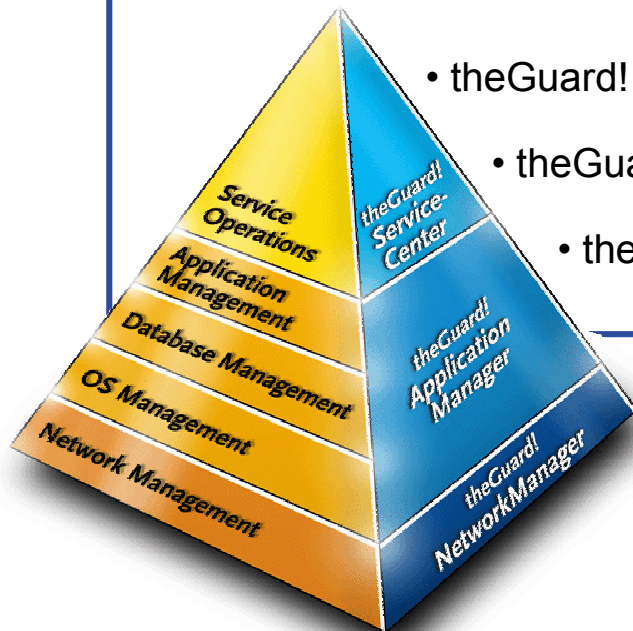 • theGuard!
• theGua
• the
Service
Operations
Application
Management
Database Management
OS Management
Network Management
theGuard!
Service-
Center
theGuard!
Application
Manager
theGuard!
NetworkManager